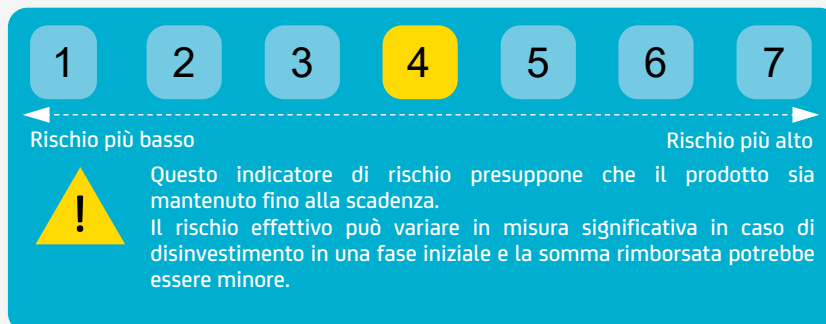 1 2 3 4 5 6 7
Rischio più basso Rischio più alto
Questo indicatore di rischio presuppone che il prodotto sia
mantenuto fino alla scadenza.
Il rischio effettivo può variare in misura significativa in caso di
disinvestimento in una fase iniziale e la somma rimborsata potrebbe
essere minore.
!